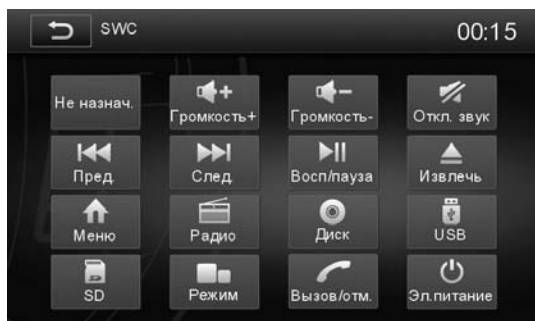 SWC 00:15
Не назнач. Громкость+ Громкость- Откл. звук
Пред. След. Восп/пауза Извлечь
Меню Радио Диск USB
SD Режим Вызов/отм. Эл.питание